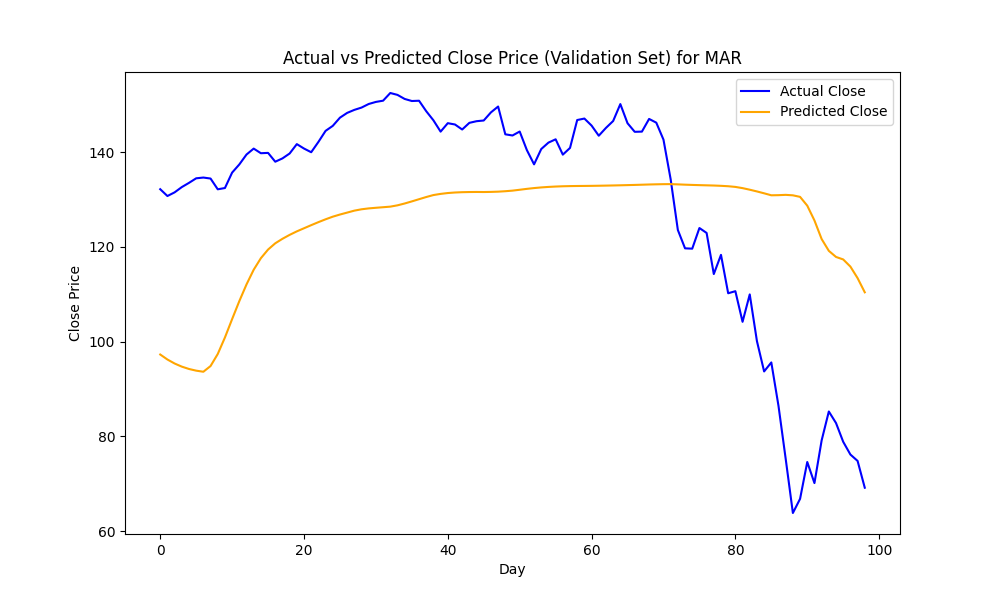 Actual vs Predicted Close Price (Validation Set) for MAR
Actual Close
Predicted Close
140
120
100
80
60
Close Price
0 20 40 60 80 100
Day